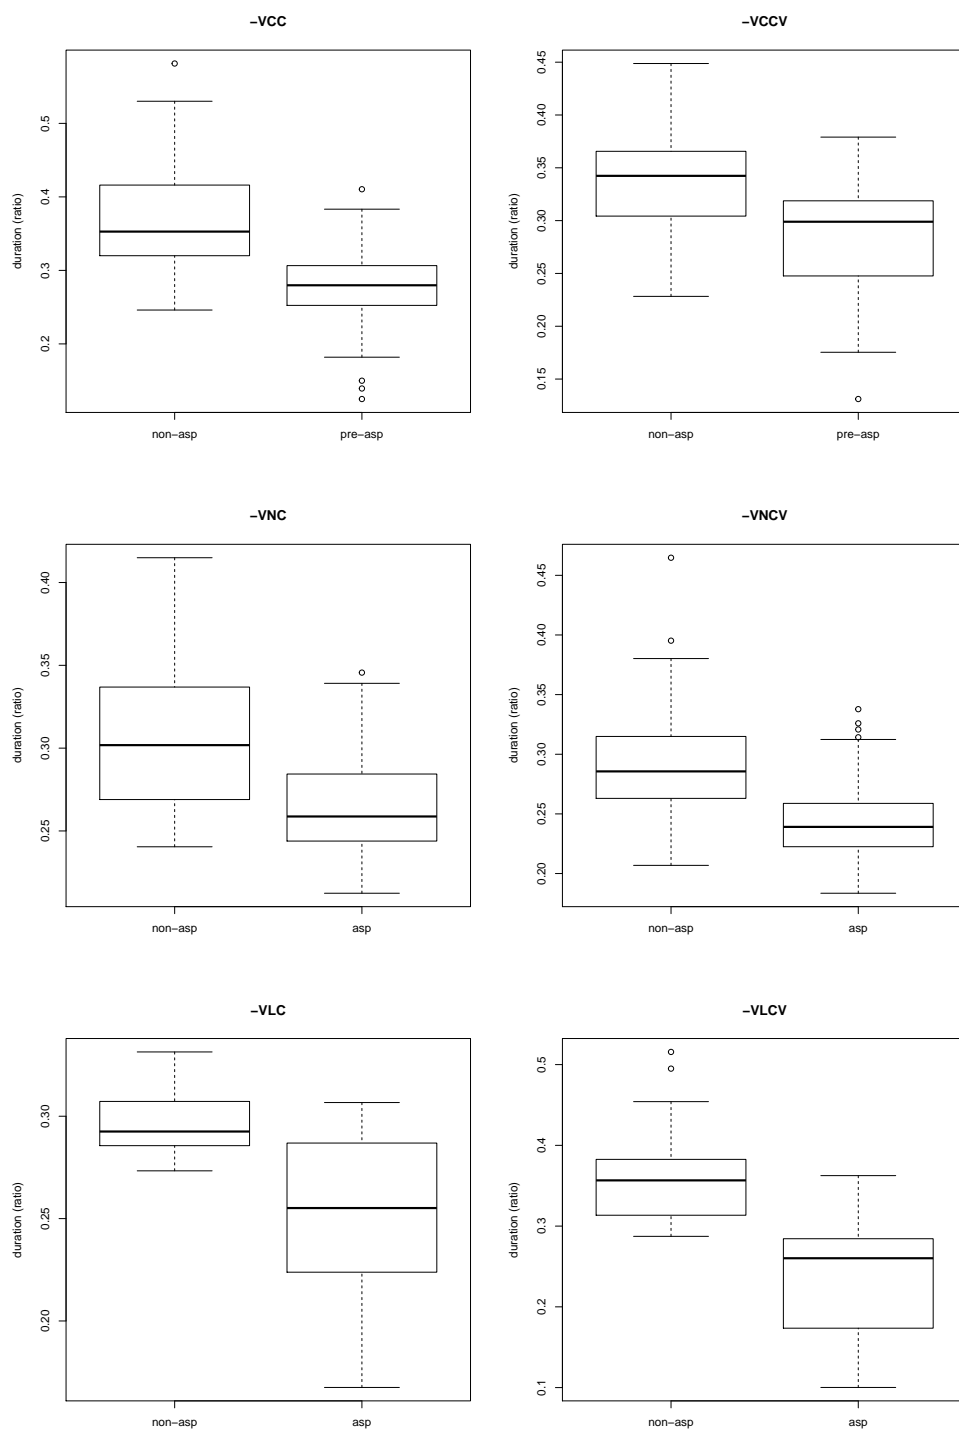 –VCC
duration (ratio)
0.5
0.4
0.3
0.2
non–asp pre–asp
–VCCV
duration (ratio)
0.45
0.40
0.35
0.30
0.25
0.20
0.15
non–asp pre–asp
–VNC
duration (ratio)
0.40
0.35
0.30
0.25
non–asp asp
–VNCV
duration (ratio)
0.45
0.40
0.35
0.30
0.25
0.20
non–asp asp
–VLC
duration (ratio)
0.30
0.25
0.20
non–asp asp
–VLCV
duration (ratio)
0.5
0.4
0.3
0.2
0.1
non–asp asp